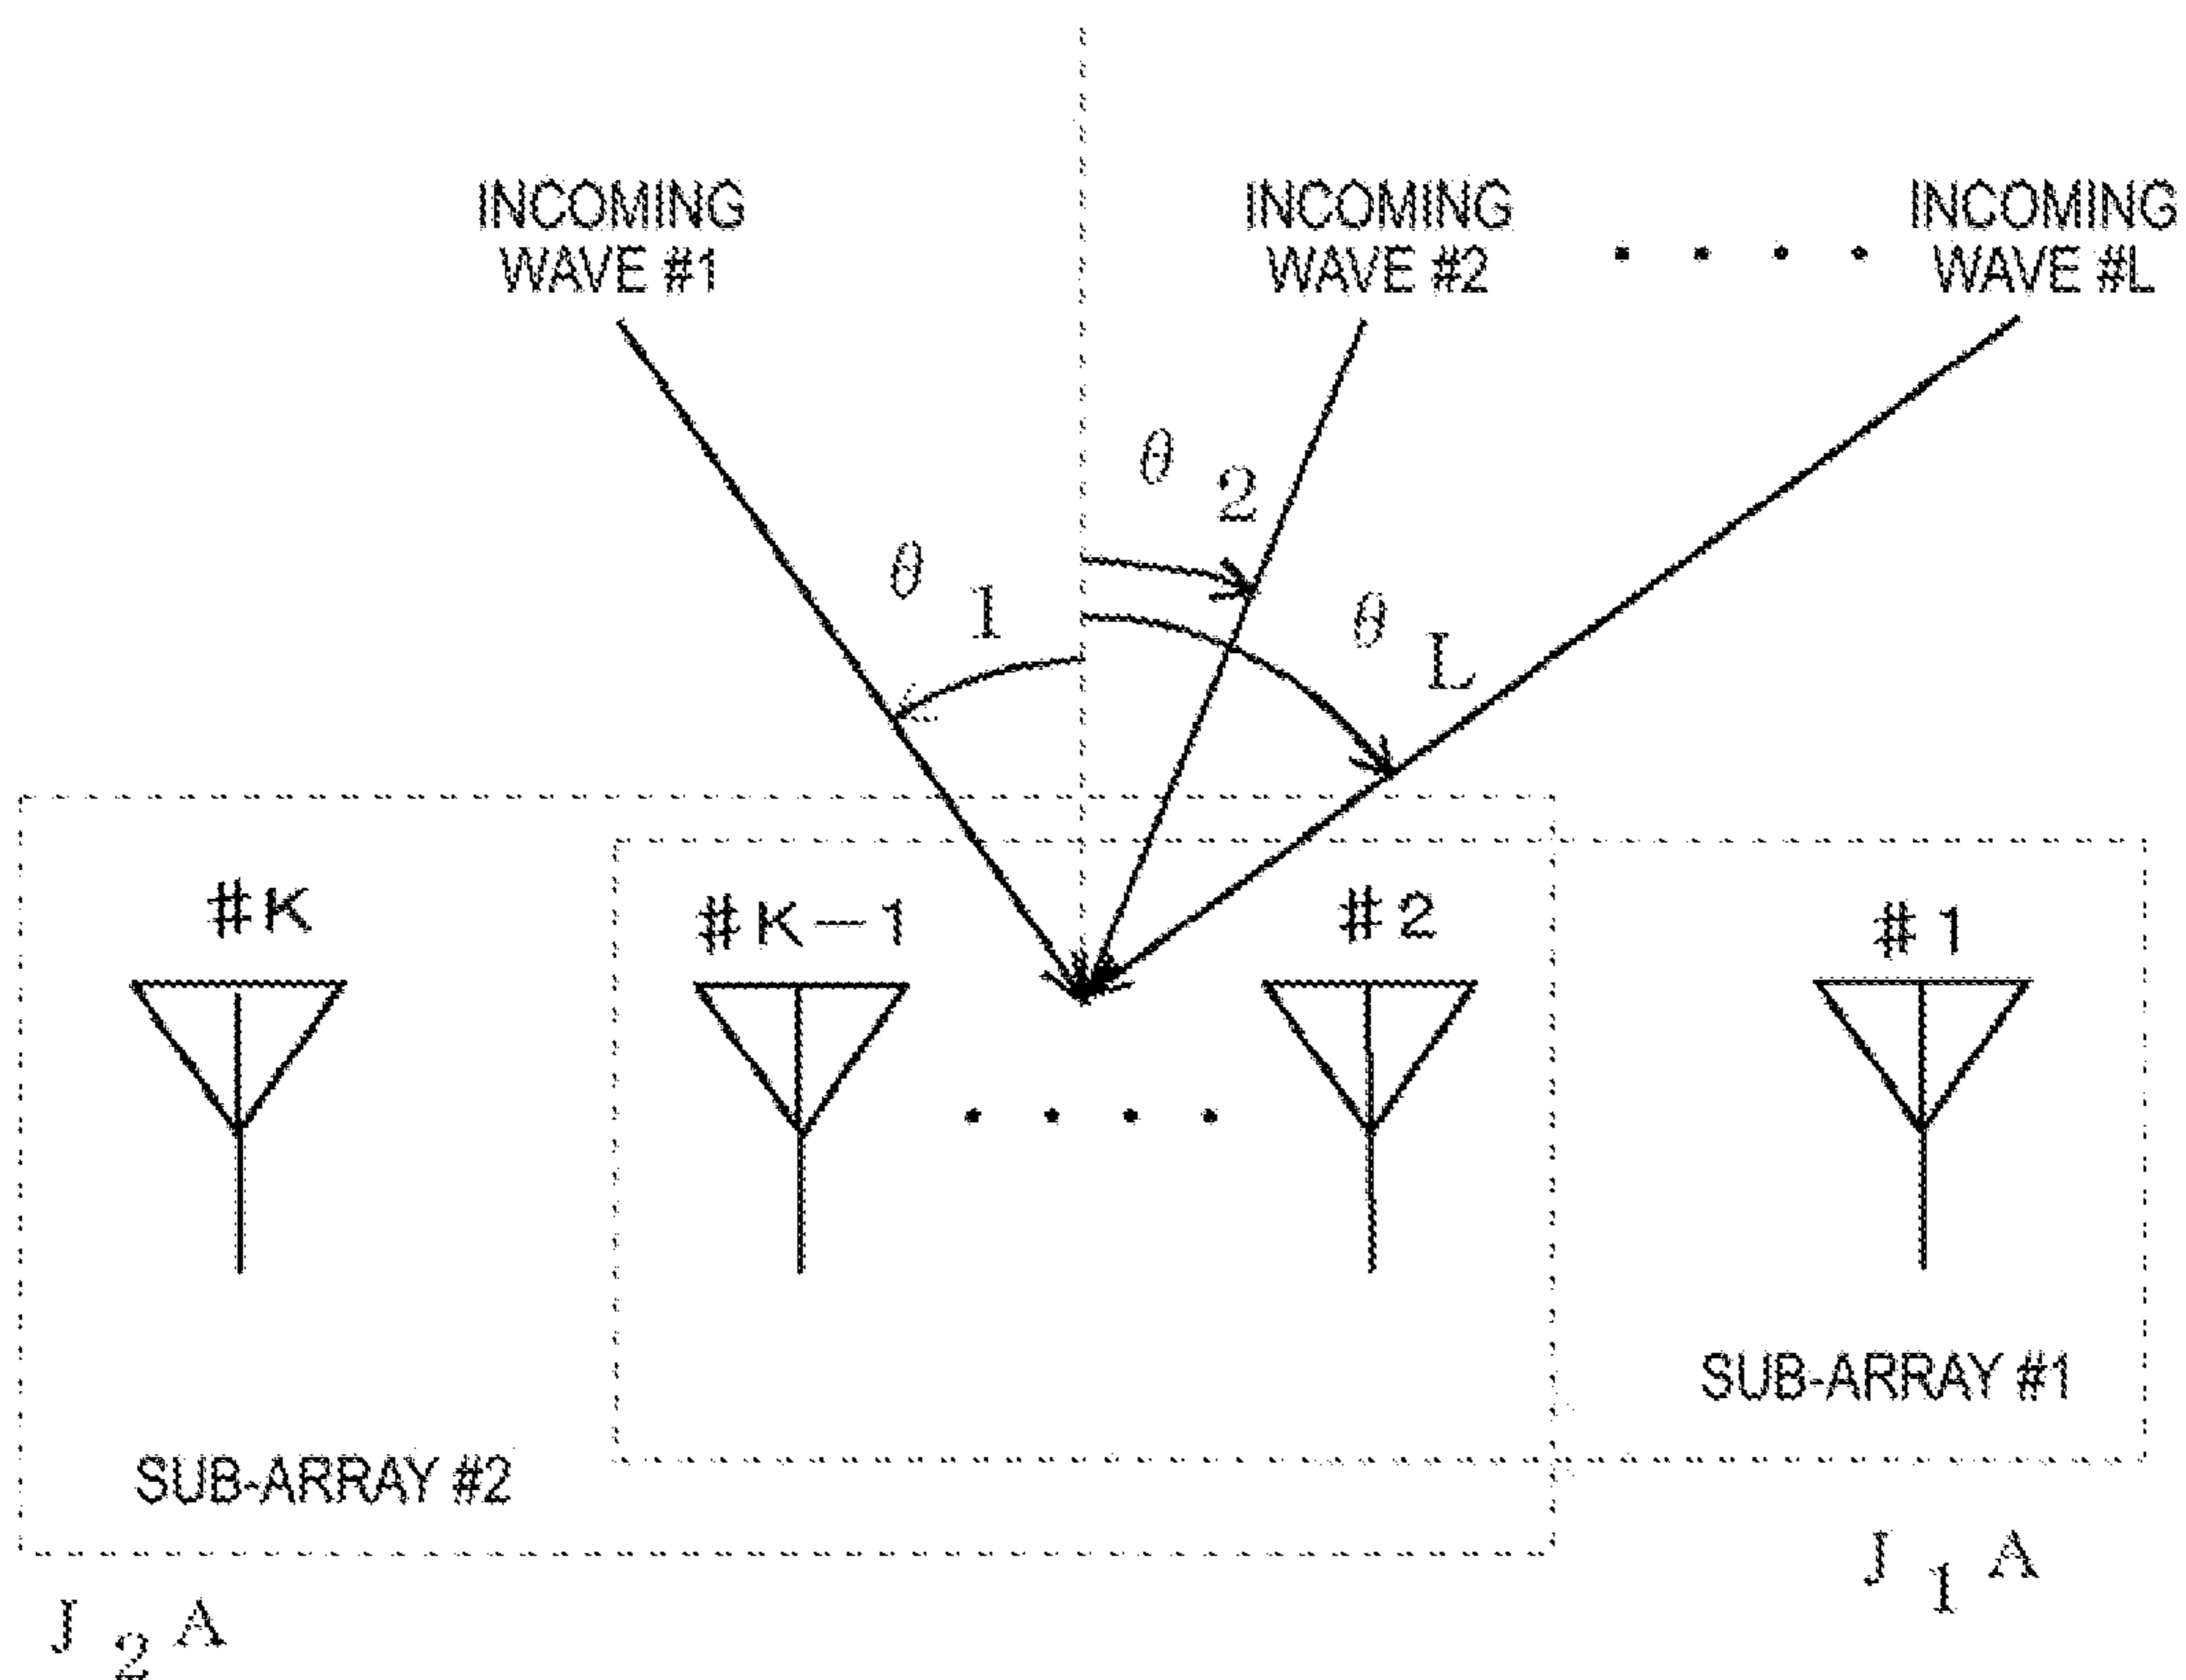 INCOMING WAVE #1
INCOMING WAVE #2
· · · ·
INCOMING WAVE #L
θ 2
θ 1
θ L
#K
#K−1
#2
#1
· · · ·
SUB-ARRAY #1
SUB-ARRAY #2
J 1 A
J 2 A